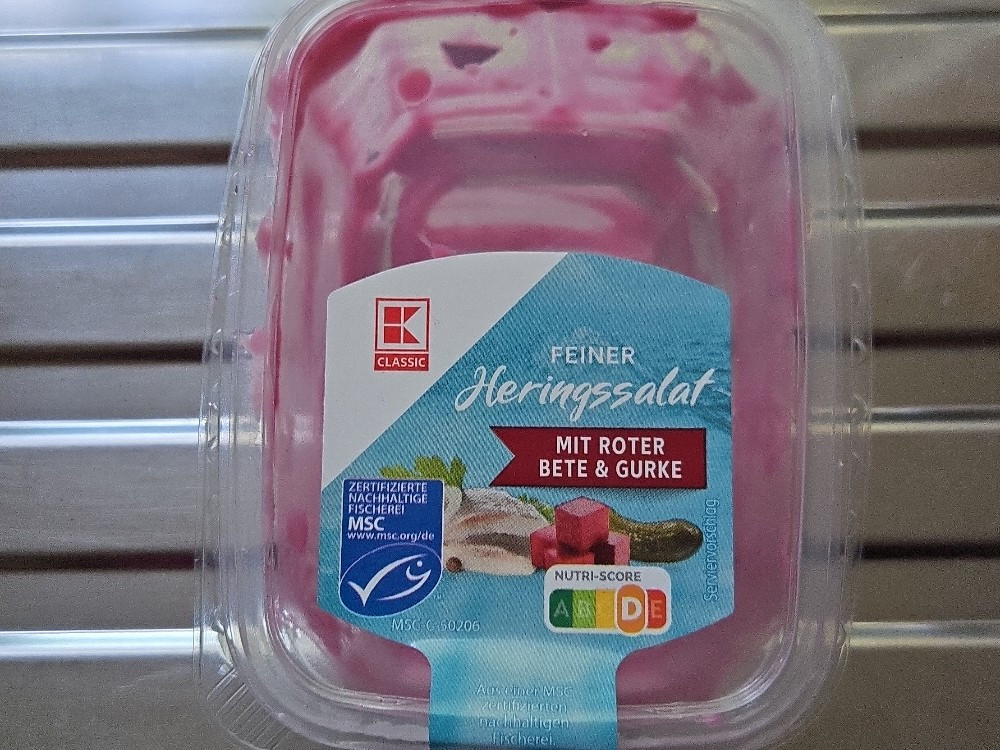 K
CLASSIC
FEINER
Heringssalat
MIT ROTER
BETE & GURKE
ZERTIFIZIERTE
NACHHALTIGE
FISCHEREI
MSC
www.msc.org/de
TM
Serviervorschlag
NUTRI-SCORE
A B C D E
MSC-C-50206
Aus einer MSC
zertifizierten
nachhaltigen
Fischerei.